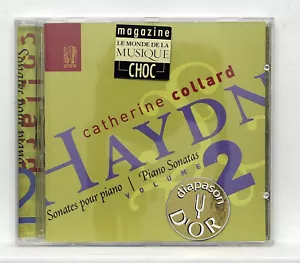 magazine
LE MONDE DE LA
MUSIQUE
CHOC
catherine collard
HAYDN
Sonates pour piano | Piano Sonatas
VOLUME
2
diapason
D'OR